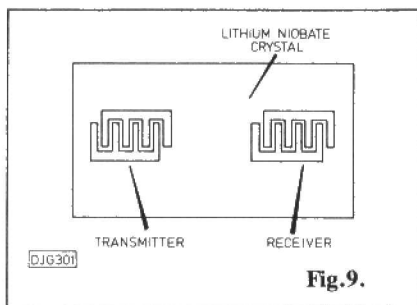 LITHIUM NIOBATE
CRYSTAL
TRANSMITTER
RECEIVER
DJG301
Fig.9.